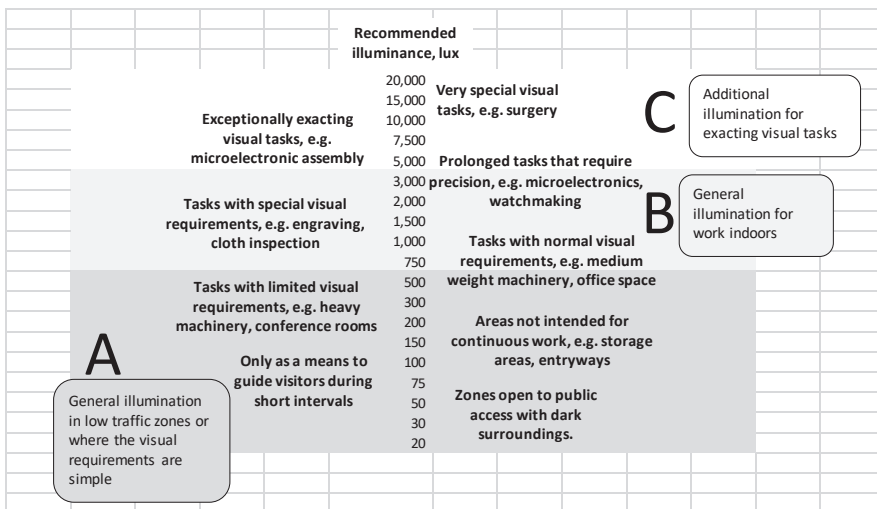 Recommended
illuminance, lux
20,000
15,000
10,000
7,500
5,000
3,000
2,000
1,500
1,000
750
500
300
200
150
100
75
50
30
20
Exceptionally exacting
visual tasks, e.g.
microelectronic assembly
Tasks with special visual
requirements, e.g. engraving,
cloth inspection
Tasks with limited visual
requirements, e.g. heavy
machinery, conference rooms
Only as a means to
guide visitors during
short intervals
Very special visual
tasks, e.g. surgery
Prolonged tasks that require
precision, e.g. microelectronics,
watchmaking
Tasks with normal visual
requirements, e.g. medium
weight machinery, office space
Areas not intended for
continuous work, e.g. storage
areas, entryways
Zones open to public
access with dark
surroundings.
C
Additional
illumination for
exacting visual tasks
B
General
illumination for
work indoors
A
General illumination
in low traffic zones or
where the visual
requirements are
simple